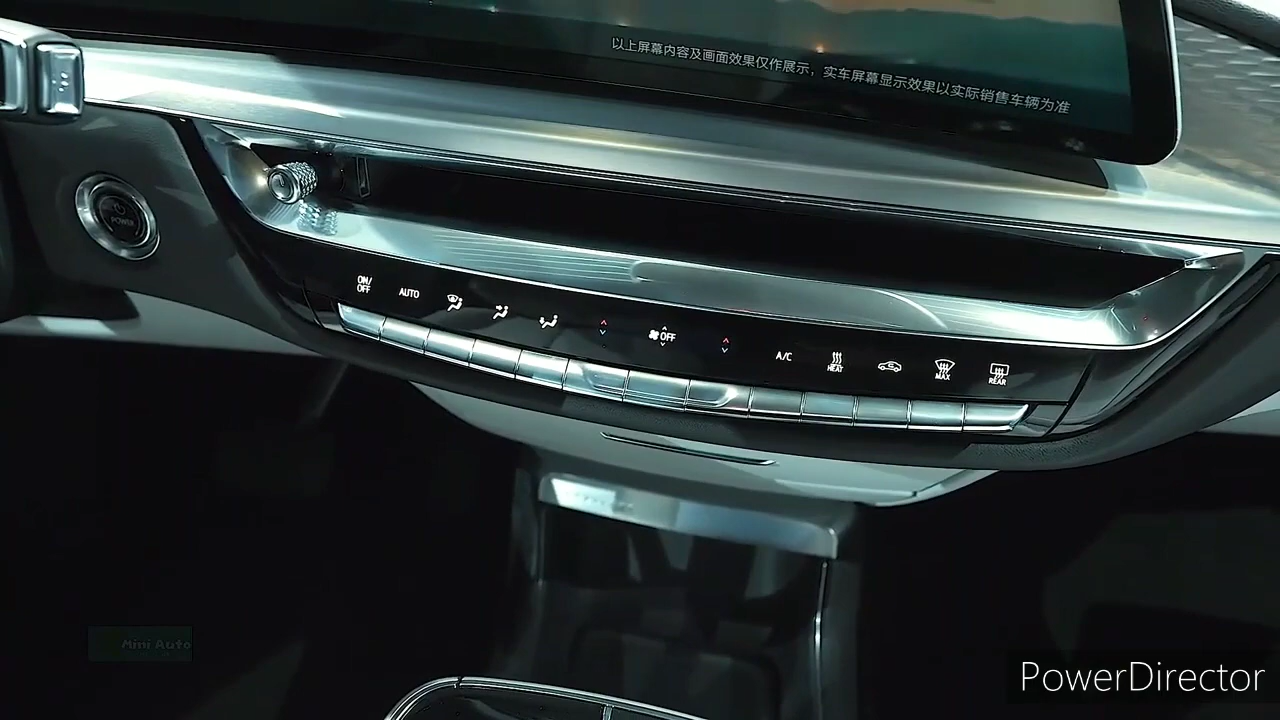 以上屏幕内容及画面效果仅作展示，实车屏幕显示效果以实际销售车辆为准
POWER
ON/
OFF
AUTO
OFF
A/C
HEAT
MAX
REAR
Mini Auto
PowerDirector